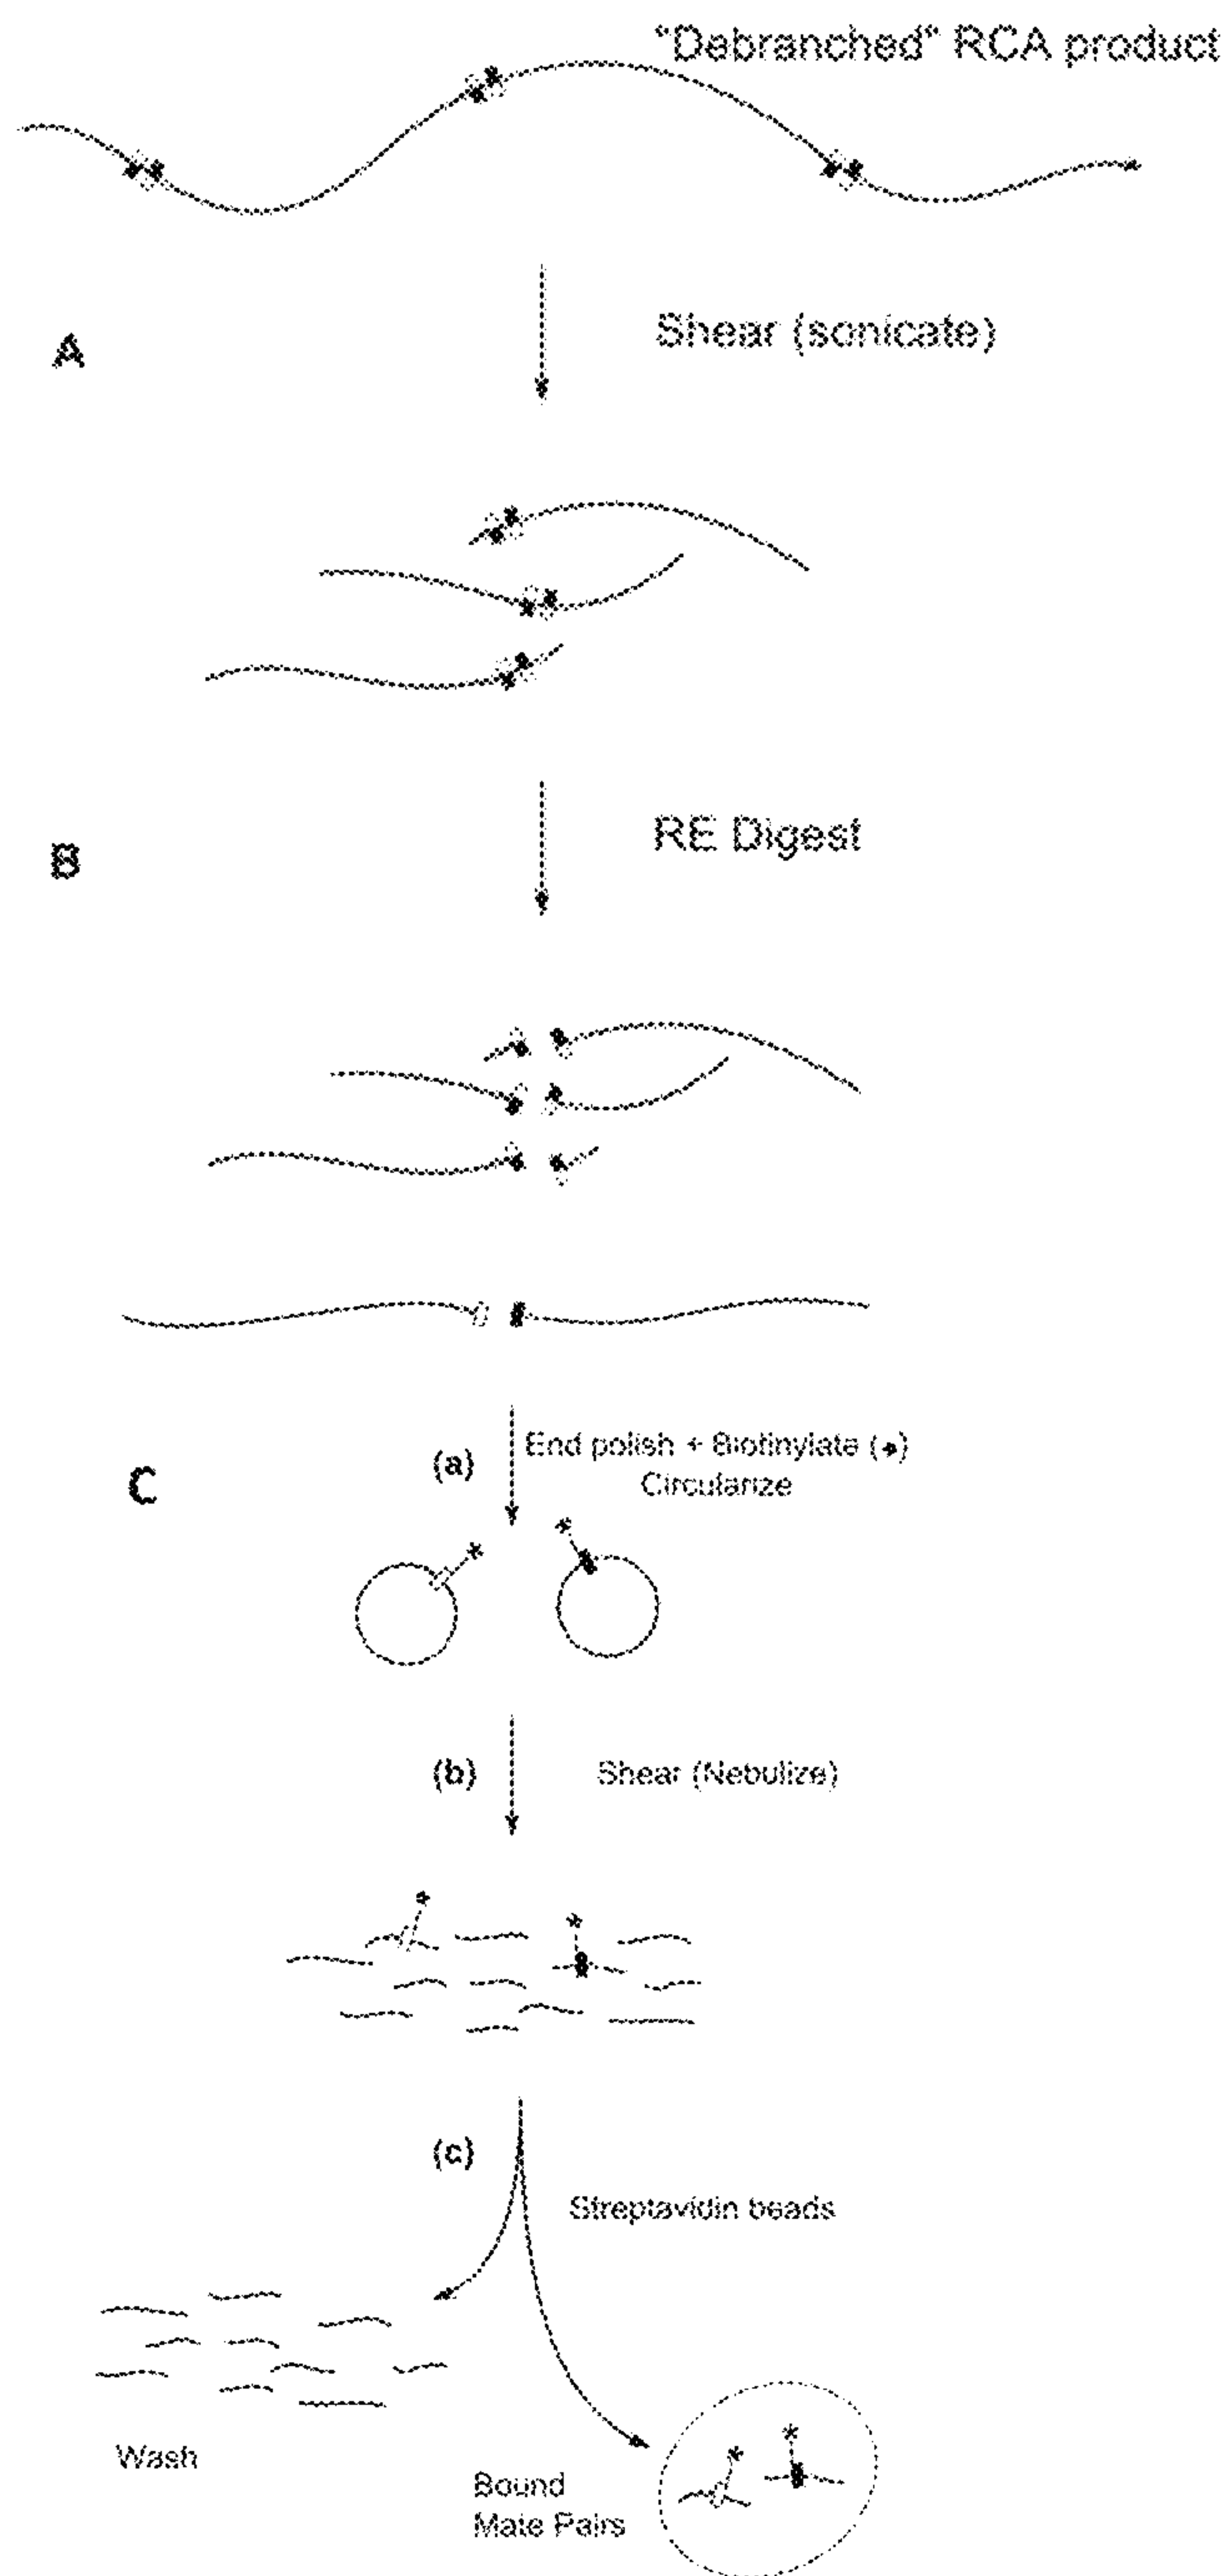 "Debranched" RCA product
A
Shear (sonicate)
B
RE Digest
C
(a)
End polish + Biotinylate (*)
Circularize
(b)
Shear (Nebulize)
(c)
Streptavidin beads
Wash
Bound
Mate Pairs